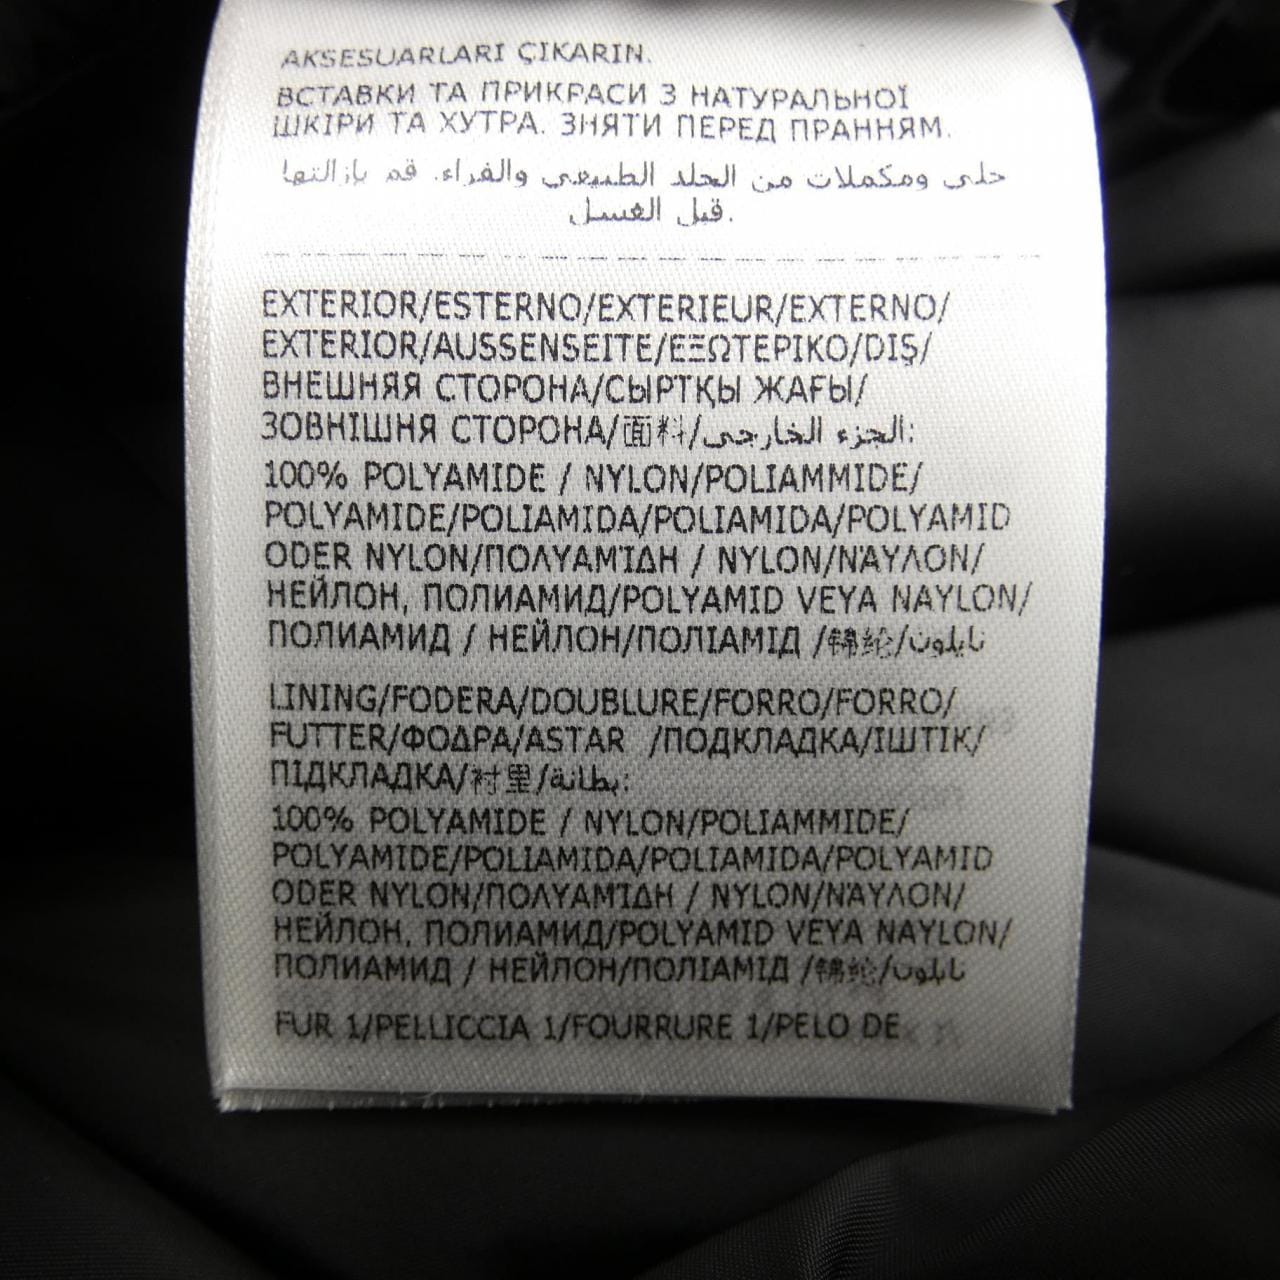 AKSESUARLARI ÇIKARIN.
ВСТАВКИ ТА ПРИКРАСИ З НАТУРАЛЬНОЇ
ШКІРИ ТА ХУТРА. ЗНЯТИ ПЕРЕД ПРАННЯМ.
حلى ومكملات من الجلد الطبيعي والفراء. قم بإزالتها
قبل الغسل.
EXTERIOR/ESTERNO/EXTERIEUR/EXTERNO/
EXTERIOR/AUSSENSEITE/ΕΞΩΤΕΡΙΚΟ/DIŞ/
ВНЕШНЯЯ СТОРОНА/СЫРТҚЫ ЖАҒЫ/
ЗОВНІШНЯ СТОРОНА/面料/الجزء الخارجي:
100% POLYAMIDE / NYLON/POLIAMMIDE/
POLYAMIDE/POLIAMIDA/POLIAMIDA/POLYAMID
ODER NYLON/ΠΟΛΥΑΜΊΔΗ / NYLON/ΝΆΥΛΟΝ/
НЕЙЛОН, ПОЛИАМИД/POLYAMID VEYA NAYLON/
ПОЛИАМИД / НЕЙЛОН/ПОЛІАМІД /锦纶/نايلون
LINING/FODERA/DOUBLURE/FORRO/FORRO/
FUTTER/ΦΟΔΡΑ/ASTAR /ПОДКЛАДКА/ІШТІК/
ПІДКЛАДКА/衬里/بطانة:
100% POLYAMIDE / NYLON/POLIAMMIDE/
POLYAMIDE/POLIAMIDA/POLIAMIDA/POLYAMID
ODER NYLON/ΠΟΛΥΑΜΊΔΗ / NYLON/ΝΆΥΛΟΝ/
НЕЙЛОН, ПОЛИАМИД/POLYAMID VEYA NAYLON/
ПОЛИАМИД / НЕЙЛОН/ПОЛІАМІД /锦纶/نايلون
FUR 1/PELLICCIA 1/FOURRURE 1/PELO DE